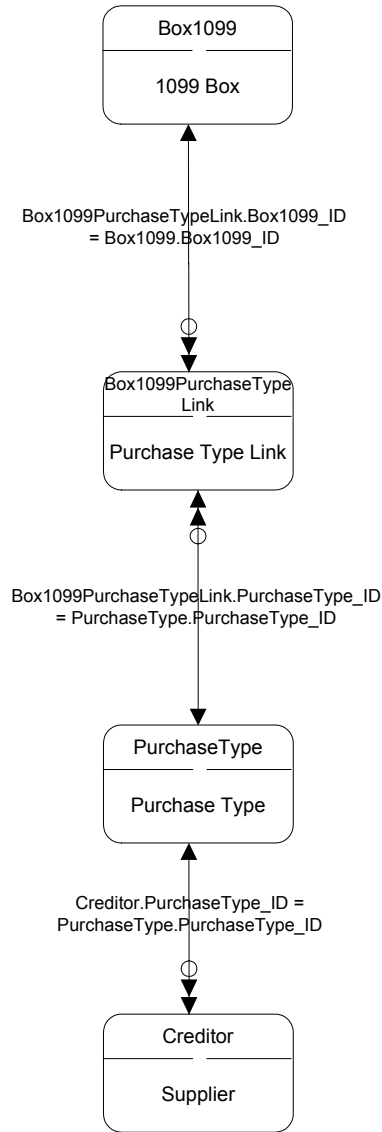 Box1099
1099 Box
Box1099PurchaseTypeLink.Box1099_ID
= Box1099.Box1099_ID
Box1099PurchaseType
Link
Purchase Type Link
Box1099PurchaseTypeLink.PurchaseType_ID
= PurchaseType.PurchaseType_ID
PurchaseType
Purchase Type
Creditor.PurchaseType_ID =
PurchaseType.PurchaseType_ID
Creditor
Supplier